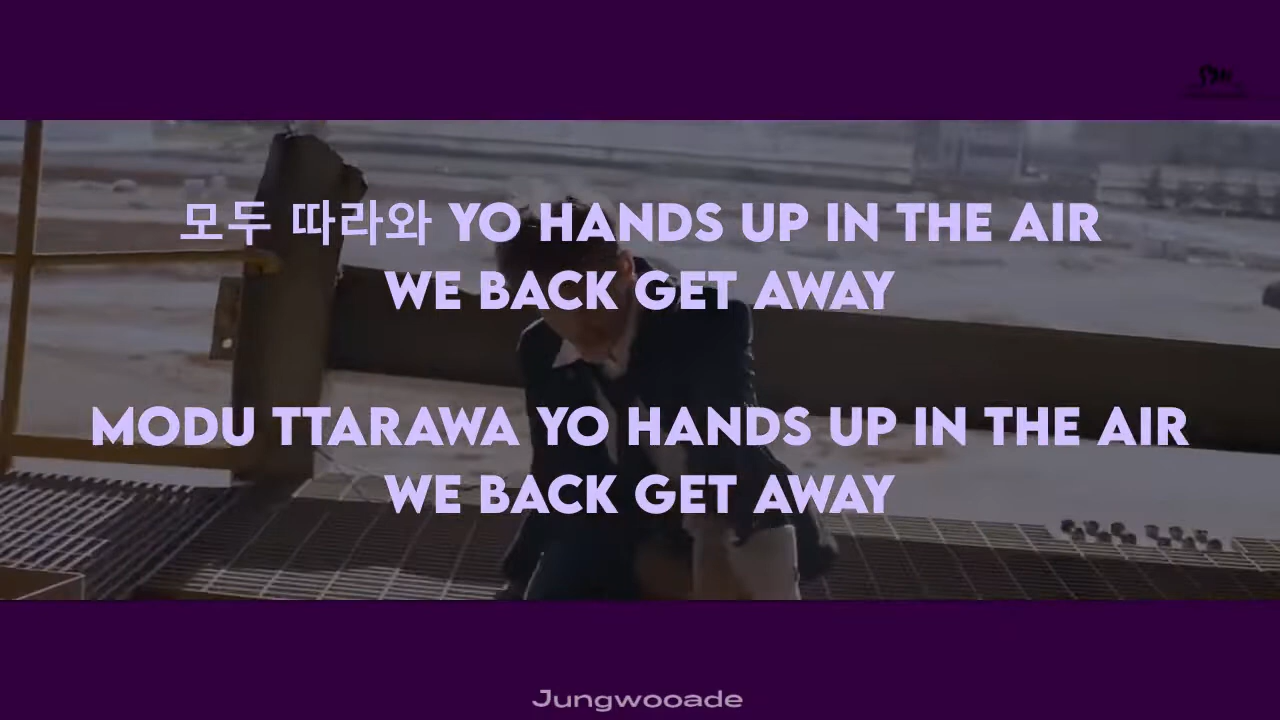 모두 따라와 YO HANDS UP IN THE AIR
WE BACK GET AWAY
MODU TTARAWA YO HANDS UP IN THE AIR
WE BACK GET AWAY
Jungwooade